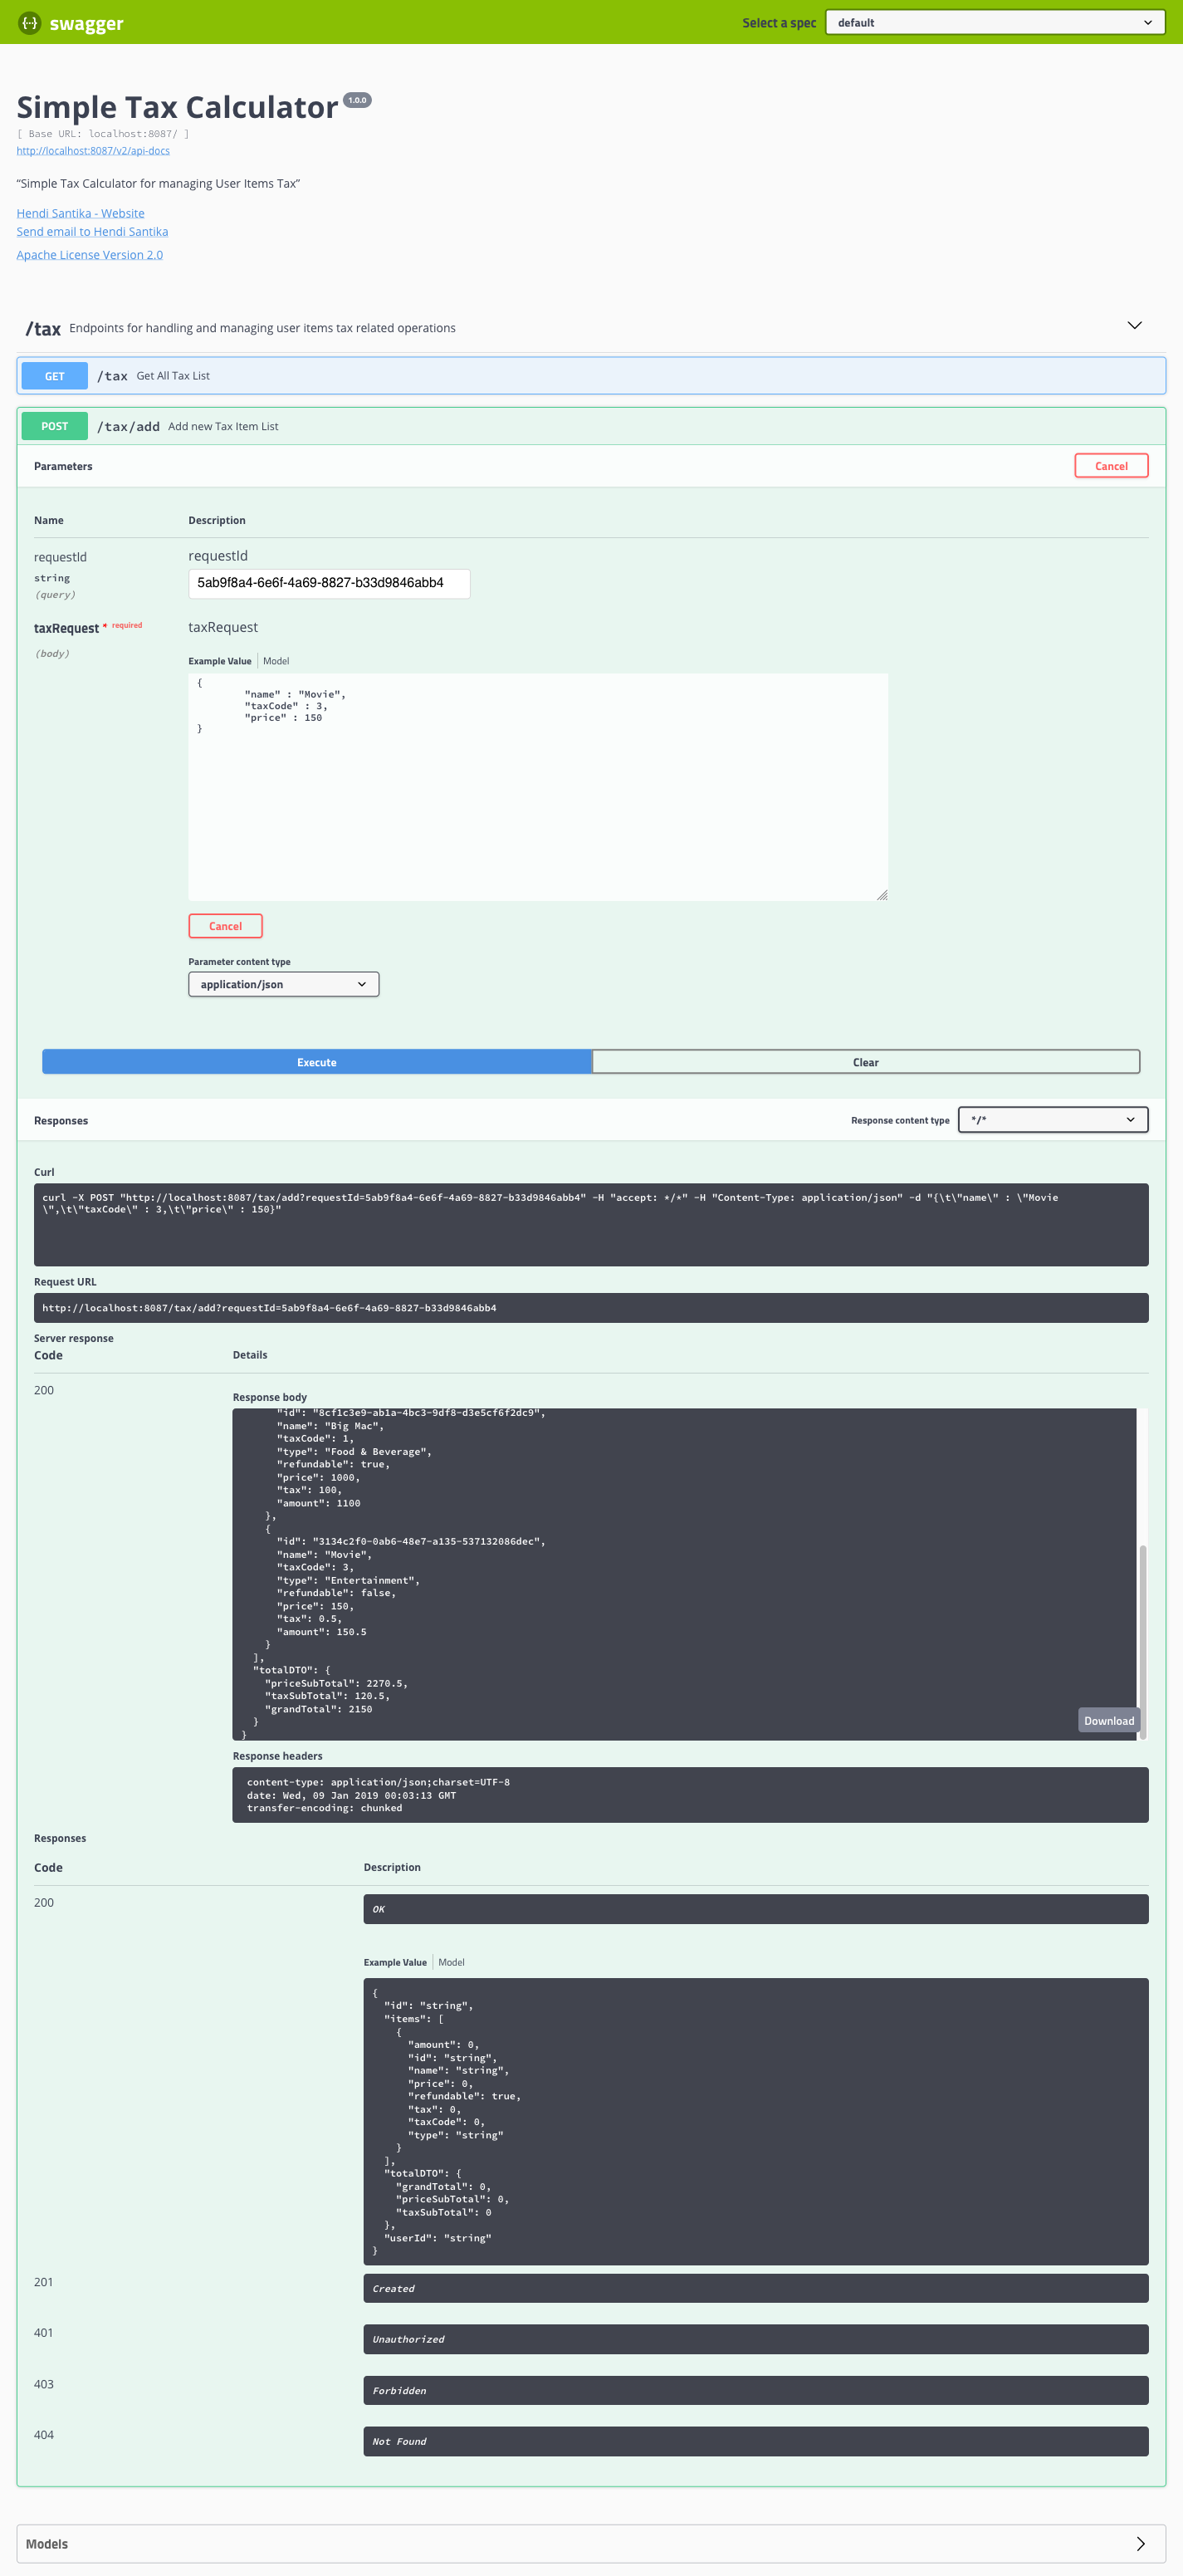 swagger
Select a spec default
Simple Tax Calculator 1.0.0
[ Base URL: localhost:8087/ ]
http://localhost:8087/v2/api-docs
“Simple Tax Calculator for managing User Items Tax”
Hendi Santika - Website
Send email to Hendi Santika
Apache License Version 2.0
/tax Endpoints for handling and managing user items tax related operations
GET /tax Get All Tax List
POST /tax/add Add new Tax Item List
Parameters Cancel
Name Description
requestId requestId
string
5ab9f8a4-6e6f-4a69-8827-b33d9846abb4
(query)
taxRequest * required taxRequest
(body)
Example Value Model
{
"name" : "Movie",
"taxCode" : 3,
"price" : 150
}
Cancel
Parameter content type
application/json
Execute Clear
Responses Response content type */*
Curl
curl -X POST "http://localhost:8087/tax/add?requestId=5ab9f8a4-6e6f-4a69-8827-b33d9846abb4" -H "accept: */*" -H "Content-Type: application/json" -d "{\t\"name\" : \"Movie
\",\t\"taxCode\" : 3,\t\"price\" : 150}"
Request URL
http://localhost:8087/tax/add?requestId=5ab9f8a4-6e6f-4a69-8827-b33d9846abb4
Server response
Code Details
200
Response body
"id": "8cf1c3e9-ab1a-4bc3-9df8-d3e5cf6f2dc9",
"name": "Big Mac",
"taxCode": 1,
"type": "Food & Beverage",
"refundable": true,
"price": 1000,
"tax": 100,
"amount": 1100
},
{
"id": "3134c2f0-0ab6-48e7-a135-537132086dec",
"name": "Movie",
"taxCode": 3,
"type": "Entertainment",
"refundable": false,
"price": 150,
"tax": 0.5,
"amount": 150.5
}
],
"totalDTO": {
"priceSubTotal": 2270.5,
"taxSubTotal": 120.5,
"grandTotal": 2150
}
}
Download
Response headers
content-type: application/json;charset=UTF-8
date: Wed, 09 Jan 2019 00:03:13 GMT
transfer-encoding: chunked
Responses
Code Description
200
OK
Example Value Model
{
"id": "string",
"items": [
{
"amount": 0,
"id": "string",
"name": "string",
"price": 0,
"refundable": true,
"tax": 0,
"taxCode": 0,
"type": "string"
}
],
"totalDTO": {
"grandTotal": 0,
"priceSubTotal": 0,
"taxSubTotal": 0
},
"userId": "string"
}
201
Created
401
Unauthorized
403
Forbidden
404
Not Found
Models